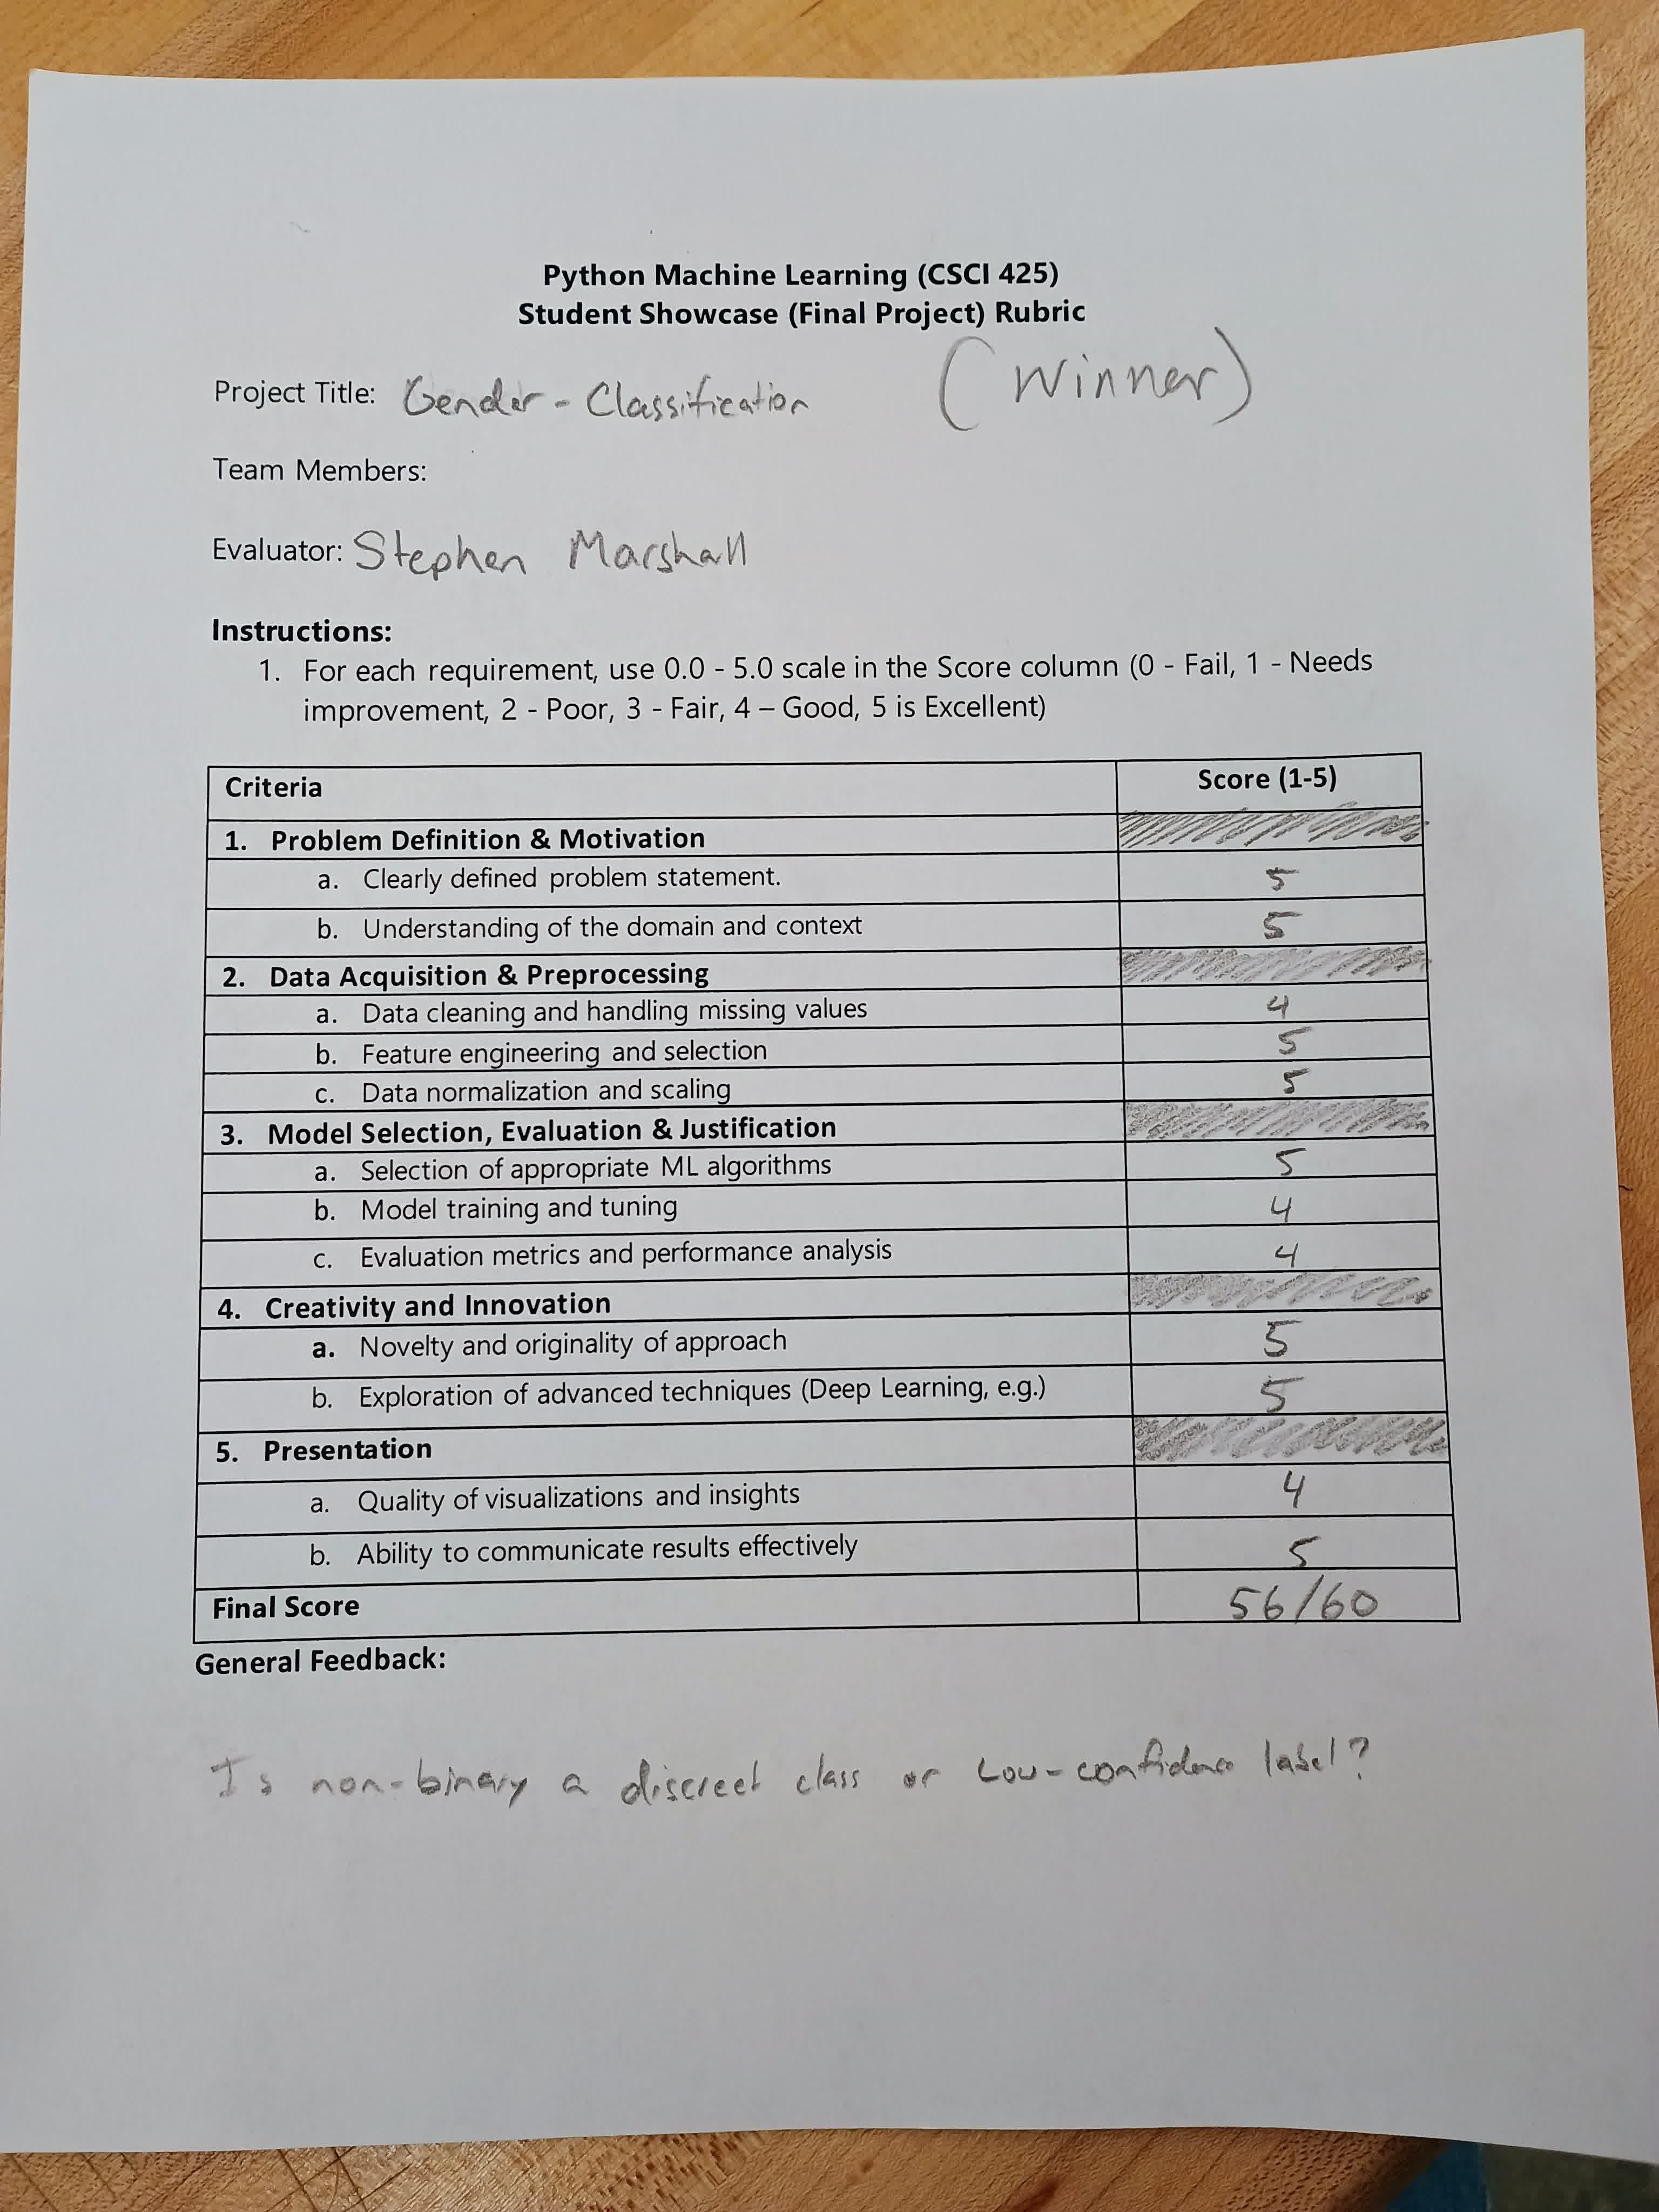 Python Machine Learning (CSCI 425)
Student Showcase (Final Project) Rubric
Project Title: Gender - Classification (Winner)
Team Members:
Evaluator: Stephen Marshall
Instructions:
1. For each requirement, use 0.0 - 5.0 scale in the Score column (0 - Fail, 1 - Needs
improvement, 2 - Poor, 3 - Fair, 4 – Good, 5 is Excellent)
Criteria Score (1-5)
1. Problem Definition & Motivation
a. Clearly defined problem statement. 5
b. Understanding of the domain and context 5
2. Data Acquisition & Preprocessing
a. Data cleaning and handling missing values 4
b. Feature engineering and selection 5
c. Data normalization and scaling 5
3. Model Selection, Evaluation & Justification
a. Selection of appropriate ML algorithms 5
b. Model training and tuning 4
c. Evaluation metrics and performance analysis 4
4. Creativity and Innovation
a. Novelty and originality of approach 5
b. Exploration of advanced techniques (Deep Learning, e.g.) 5
5. Presentation
a. Quality of visualizations and insights 4
b. Ability to communicate results effectively 5
Final Score 56/60
General Feedback:
Is non-binary a discreet class or low-confidence label?